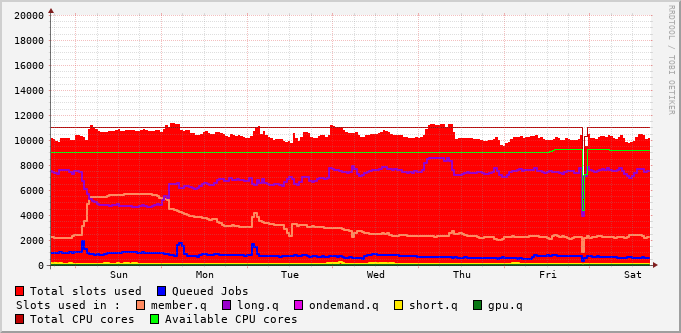 20000
18000
16000
14000
12000
10000
8000
6000
4000
2000
0
Sun Mon Tue Wed Thu Fri Sat
RRDTOOL / TOBI OETIKER
Total slots used Queued Jobs
Slots used in : member.q long.q ondemand.q short.q gpu.q
Total CPU cores Available CPU cores